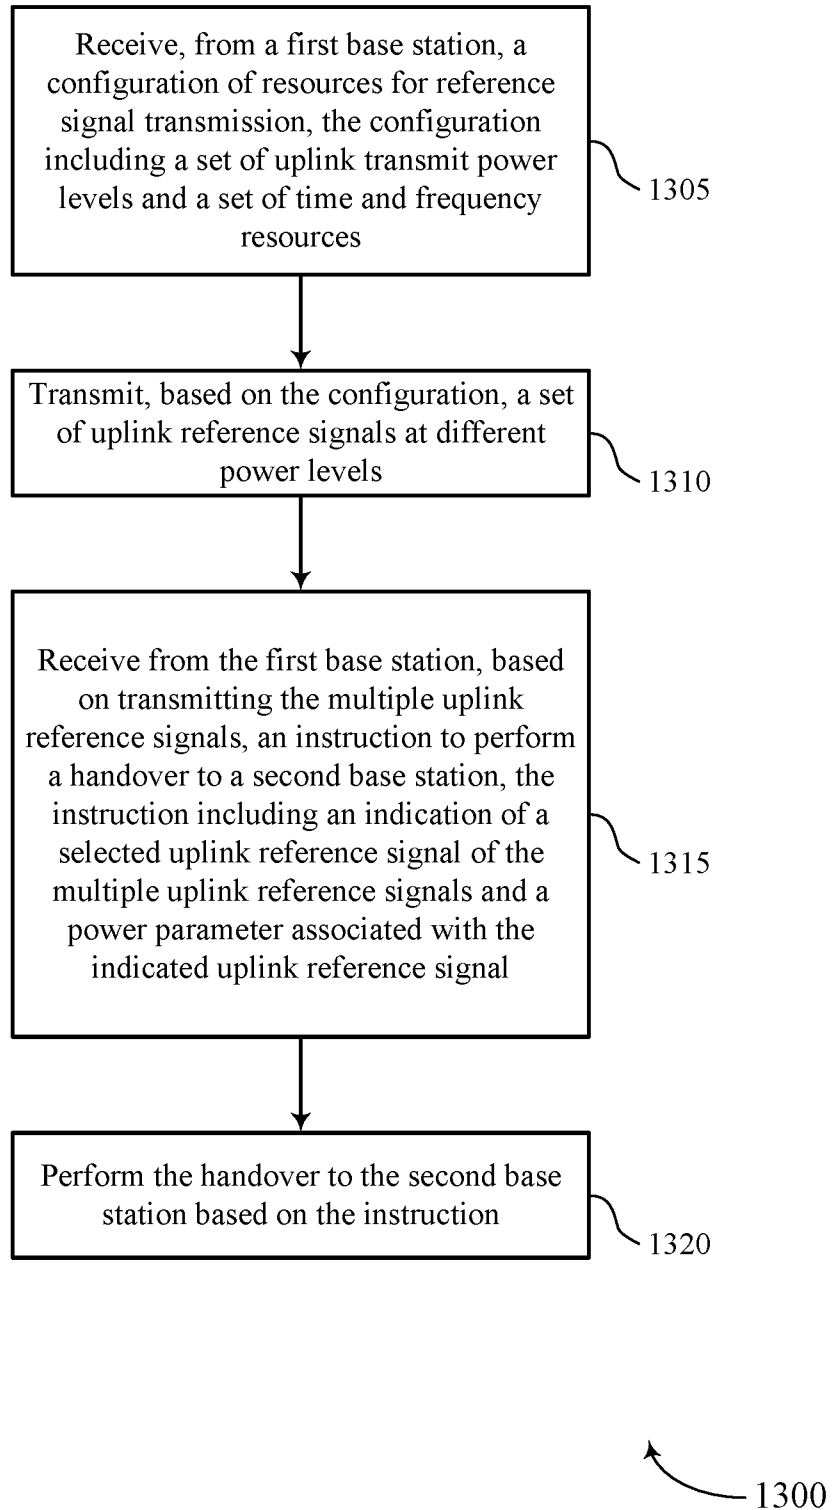 Receive, from a first base station, a
configuration of resources for reference
signal transmission, the configuration
including a set of uplink transmit power
levels and a set of time and frequency
resources
1305
Transmit, based on the configuration, a set
of uplink reference signals at different
power levels
1310
Receive from the first base station, based
on transmitting the multiple uplink
reference signals, an instruction to perform
a handover to a second base station, the
instruction including an indication of a
selected uplink reference signal of the
multiple uplink reference signals and a
power parameter associated with the
indicated uplink reference signal
1315
Perform the handover to the second base
station based on the instruction
1320
1300